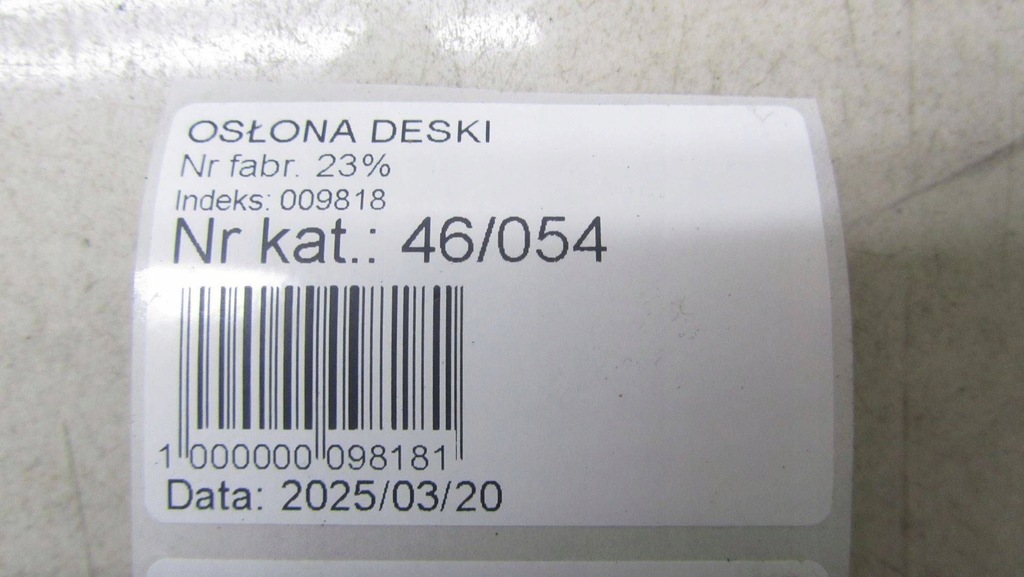 OSŁONA DESKI
Nr fabr. 23%
Indeks: 009818
Nr kat.: 46/054
1 000000 098181
Data: 2025/03/20